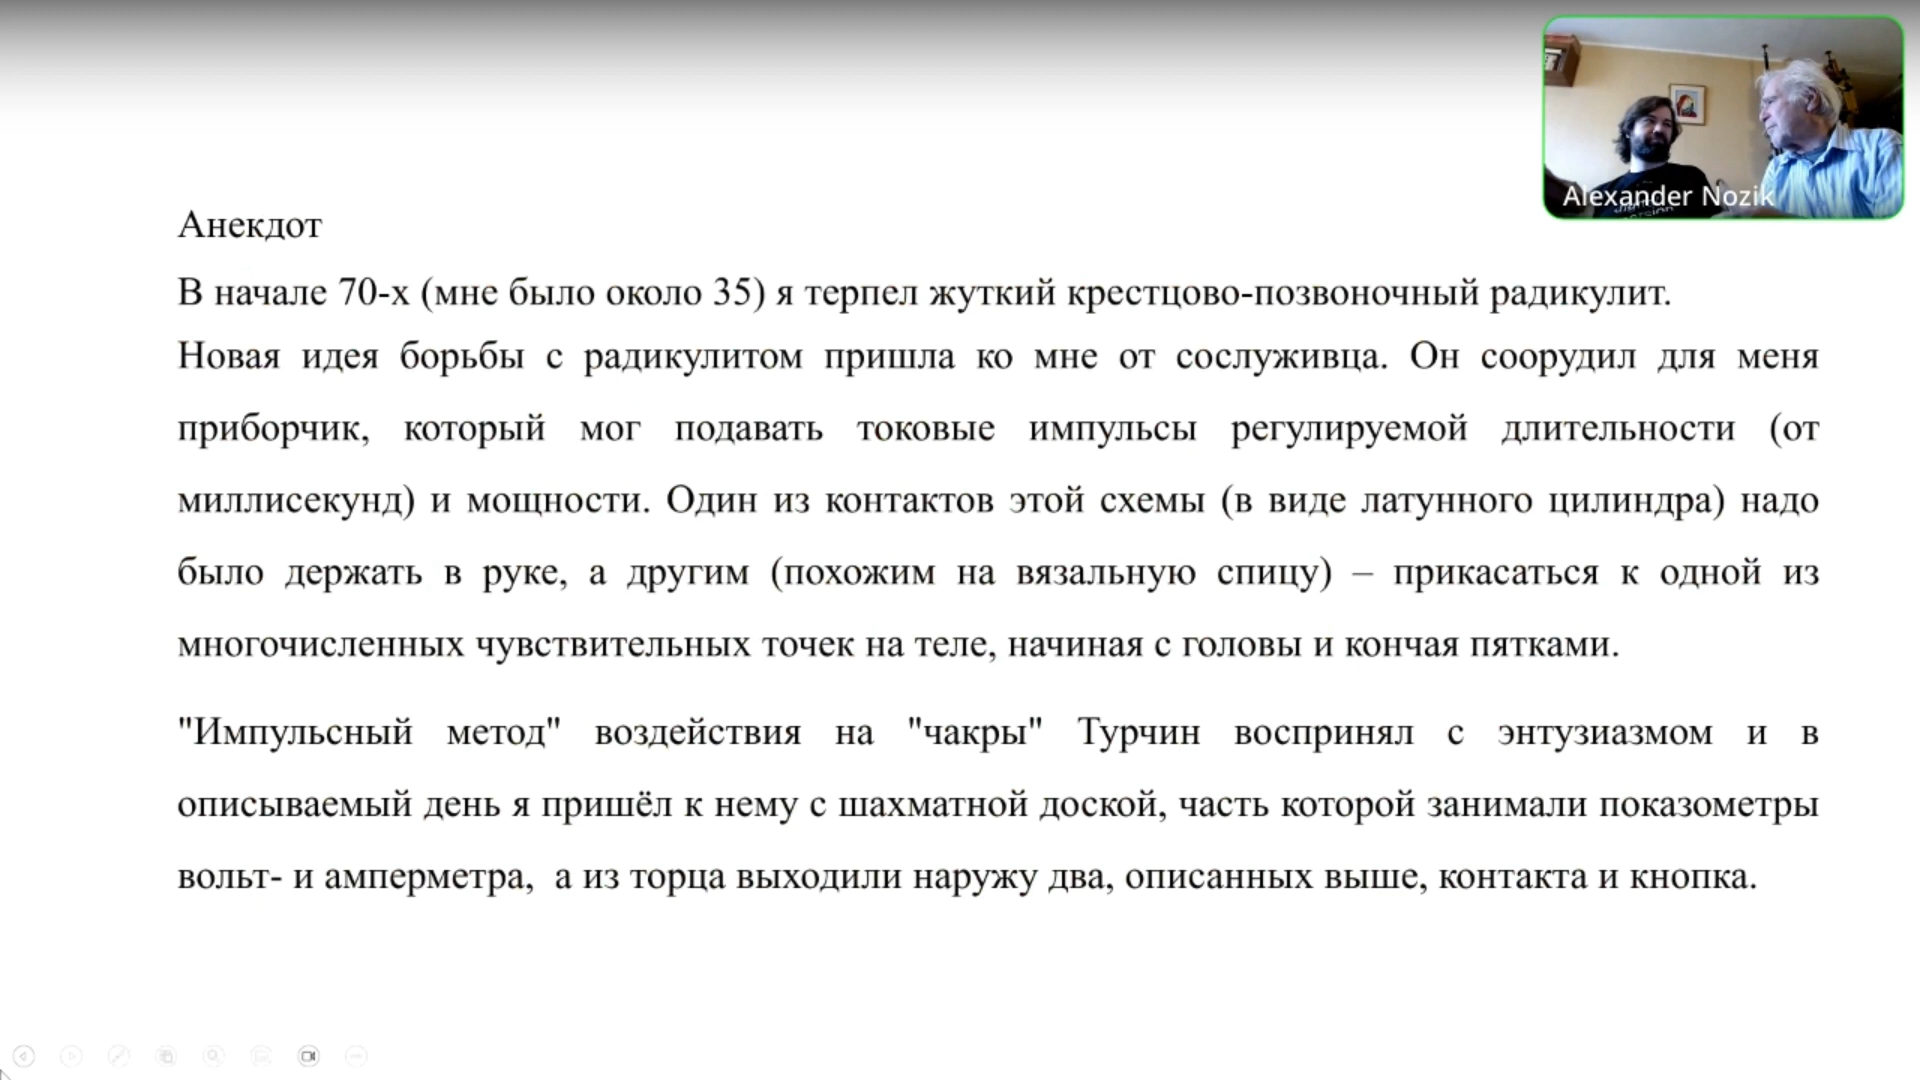 Alexander Nozik
Анекдот
В начале 70-х (мне было около 35) я терпел жуткий крестцово-позвоночный радикулит.
Новая идея борьбы с радикулитом пришла ко мне от сослуживца. Он соорудил для меня
приборчик, который мог подавать токовые импульсы регулируемой длительности (от
миллисекунд) и мощности. Один из контактов этой схемы (в виде латунного цилиндра) надо
было держать в руке, а другим (похожим на вязальную спицу) – прикасаться к одной из
многочисленных чувствительных точек на теле, начиная с головы и кончая пятками.
"Импульсный метод" воздействия на "чакры" Турчин воспринял с энтузиазмом и в
описываемый день я пришёл к нему с шахматной доской, часть которой занимали показометры
вольт- и амперметра, а из торца выходили наружу два, описанных выше, контакта и кнопка.